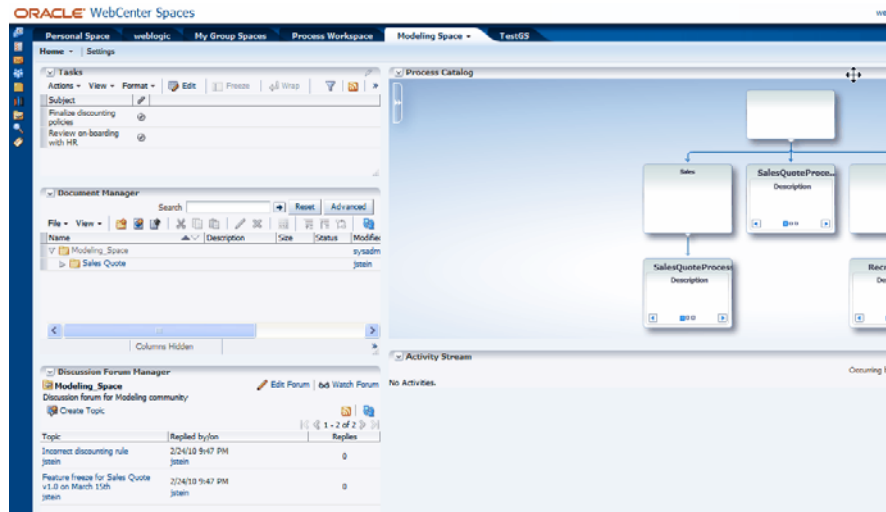 ORACLE WebCenter Spaces
we
Personal Space weblogic My Group Spaces Process Workspace Modeling Space TestGS
Home Settings
Tasks
Actions View Format Edit Freeze Wrap
Subject
Finalize discounting
policies
Review on-boarding
with HR
Process Catalog
Sales
SalesQuoteProce...
Description
SalesQuoteProcess
Description
Recr
De
Document Manager
Search Reset Advanced
File View
Name Description Size Status Modified
Modeling_Space sysadm
Sales Quote jstein
Columns Hidden
Discussion Forum Manager
Modeling_Space Edit Forum Watch Forum
Discussion forum for Modeling community
Create Topic
1 - 2 of 2
Topic Replied by/on Replies
Incorrect discounting rule 2/24/10 9:47 PM 0
jstein jstein
Feature freeze for Sales Quote
v1.0 on March 15th 2/24/10 9:47 PM 0
jstein jstein
Activity Stream
Occurring
No Activities.